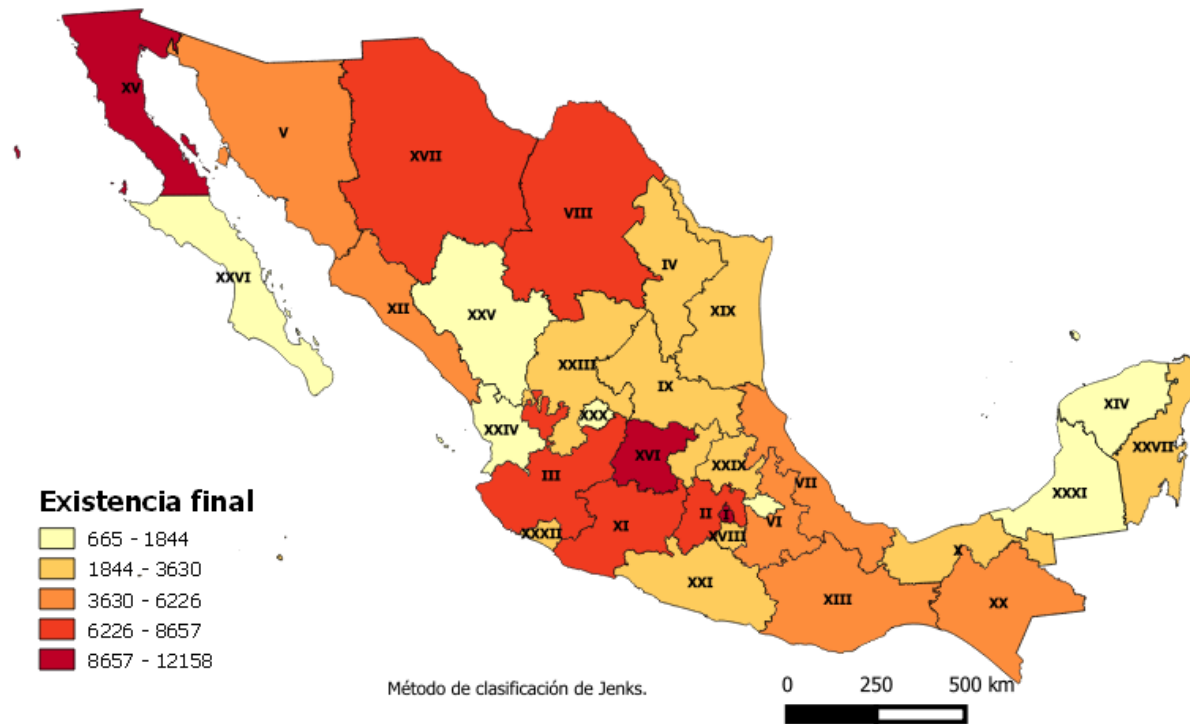 XV
V
XVII
VIII
IV
XXVI
XII
XIX
XXV
XXIII
IX
XXX
XIV
XXIV
XXVII
XVI
XXIX
III
VII
XXXI
Existencia final
II
I
665 - 1844
XI
VI
XXXII
XVIII
1844 - 3630
X
XXI
3630 - 6226
XIII
XX
6226 - 8657
8657 - 12158
Método de clasificación de Jenks.
0 250 500 km